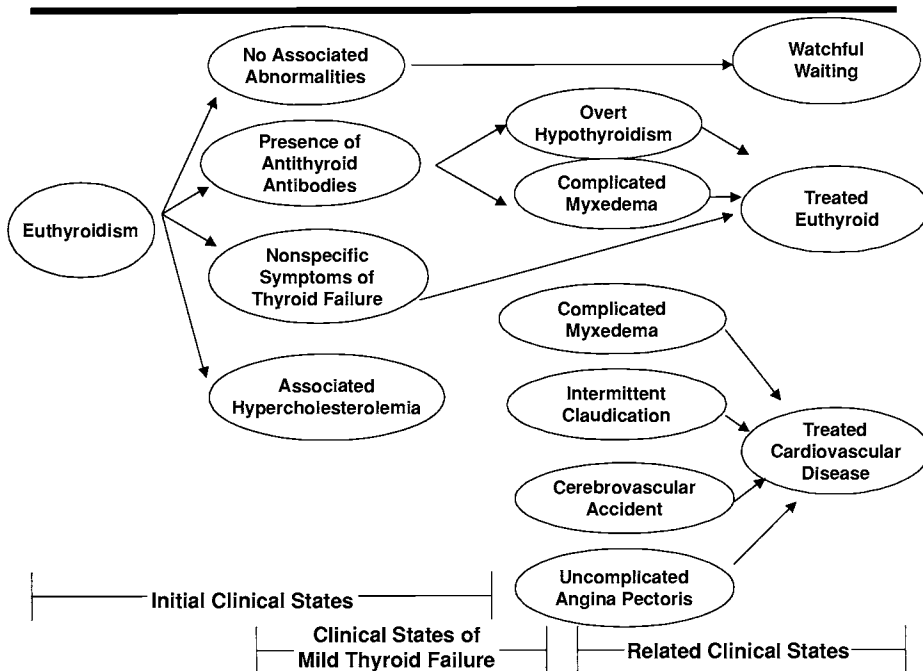 No Associated
Abnormalities
Watchful
Waiting
Overt
Hypothyroidism
Presence of
Antithyroid
Antibodies
Complicated
Myxedema
Treated
Euthyroid
Euthyroidism
Nonspecific
Symptoms of
Thyroid Failure
Complicated
Myxedema
Associated
Hypercholesterolemia
Intermittent
Claudication
Treated
Cardiovascular
Disease
Cerebrovascular
Accident
Uncomplicated
Angina Pectoris
Initial Clinical States
Clinical States of
Mild Thyroid Failure
Related Clinical States